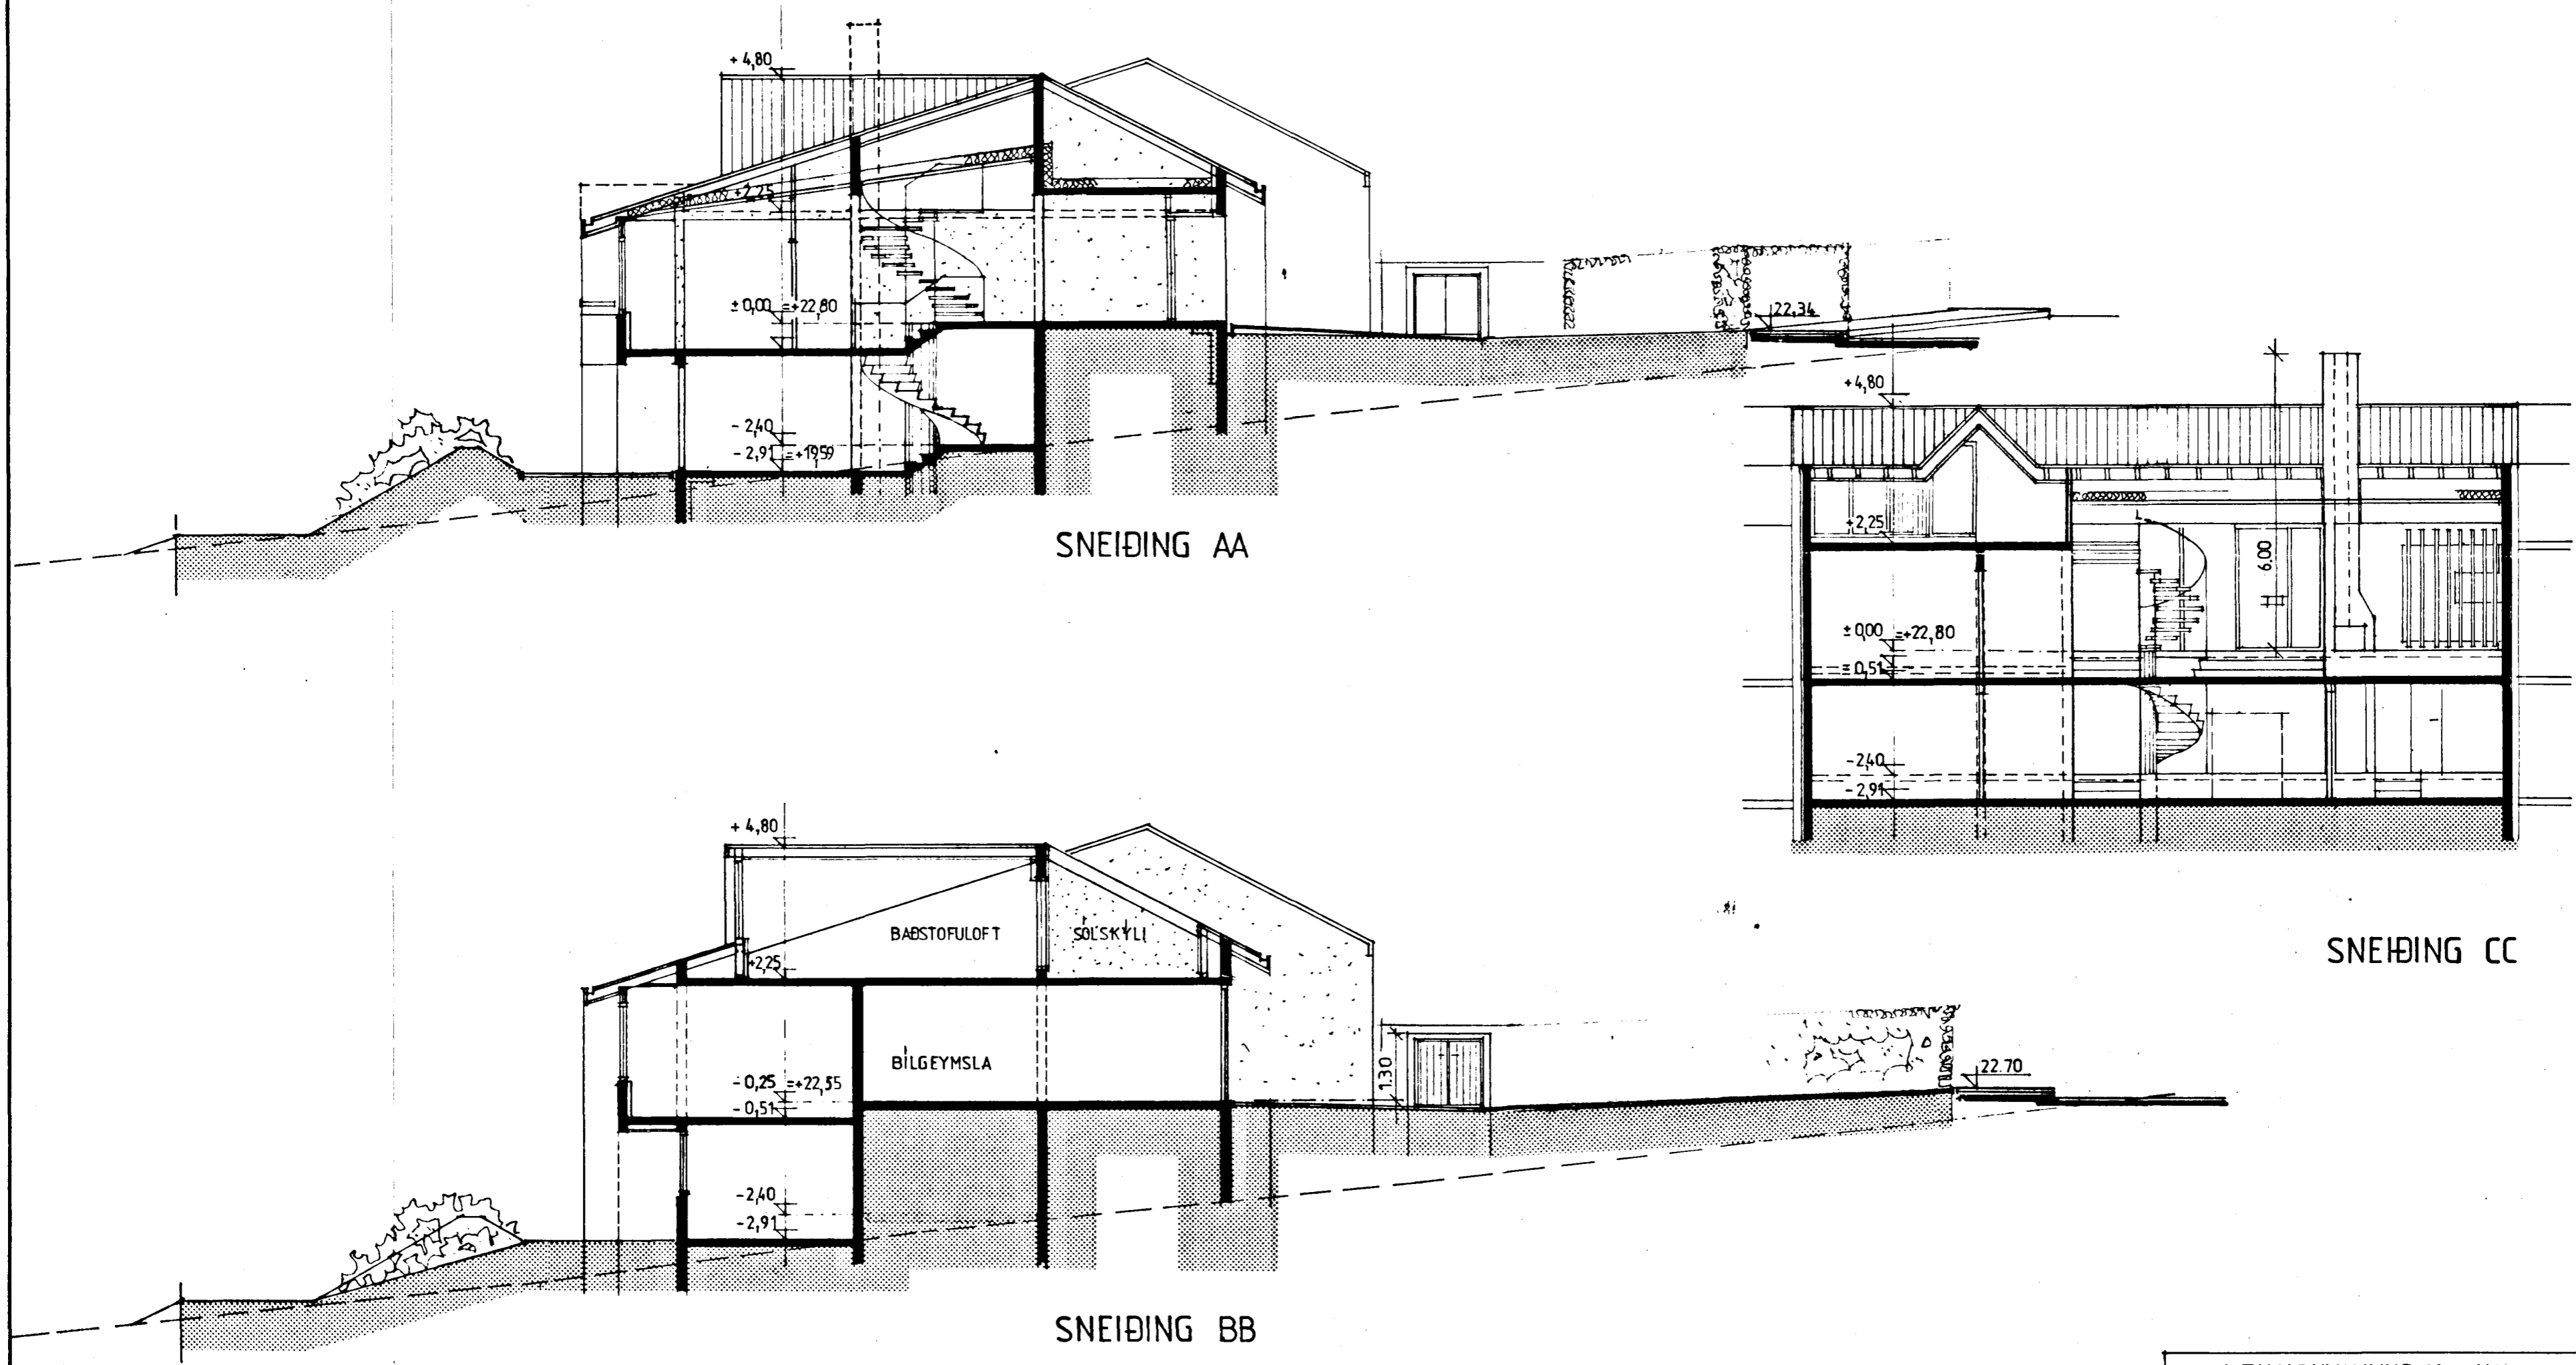 + 4,80
+2,25
± 0,00 =+22,80
- 2,40
- 2,91 =+19,59
22,34
SNEIÐING AA
+4,80
+2,25
6,00
± 0,00 =+22,80
= 0,51
-2,40
-2,91
SNEIÐING CC
+ 4,80
BAÐSTOFULOFT
SÓLSKÝLI
+2,25
BÍLGEYMSLA
- 0,25 =+22,55
- 0,51
1.30
22.70
-2,40
-2,91
SNEIÐING BB